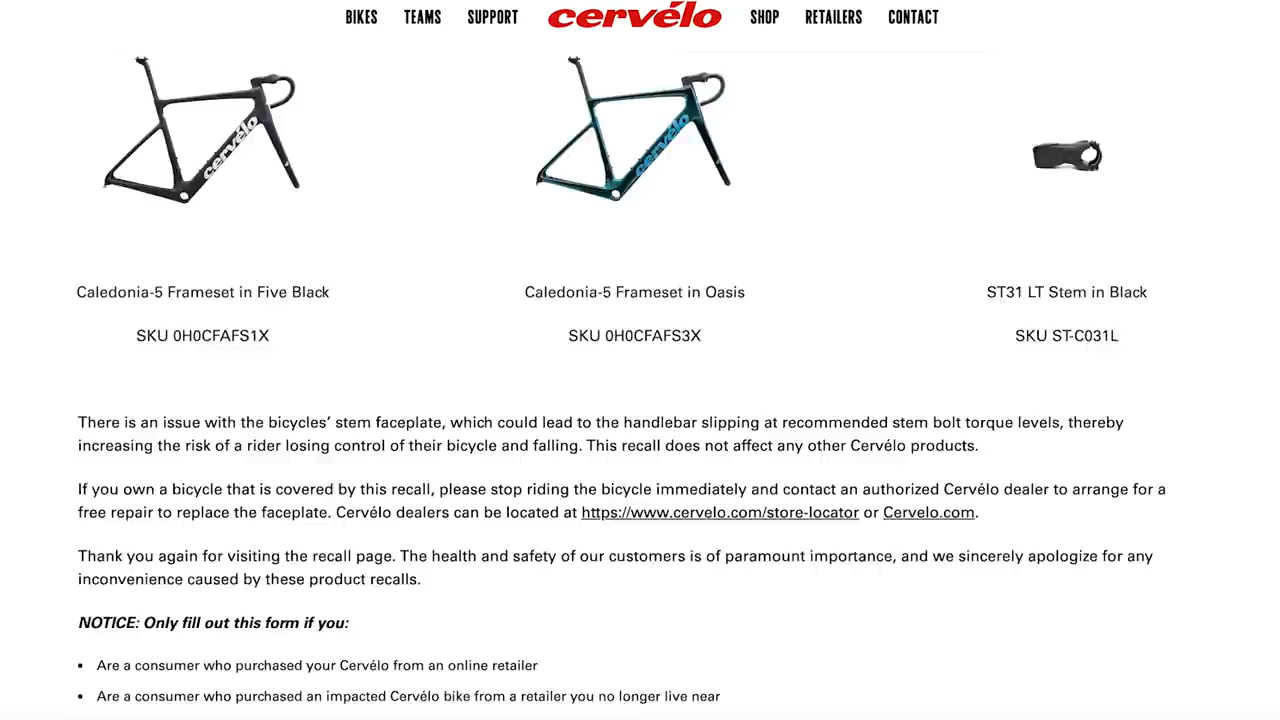 BIKES TEAMS SUPPORT cervélo SHOP RETAILERS CONTACT
cervélo cervélo
Caledonia-5 Frameset in Five Black Caledonia-5 Frameset in Oasis ST31 LT Stem in Black
SKU 0H0CFAFS1X SKU 0H0CFAFS3X SKU ST-C031L
There is an issue with the bicycles’ stem faceplate, which could lead to the handlebar slipping at recommended stem bolt torque levels, thereby
increasing the risk of a rider losing control of their bicycle and falling. This recall does not affect any other Cervélo products.
If you own a bicycle that is covered by this recall, please stop riding the bicycle immediately and contact an authorized Cervélo dealer to arrange for a
free repair to replace the faceplate. Cervélo dealers can be located at https://www.cervelo.com/store-locator or Cervelo.com.
Thank you again for visiting the recall page. The health and safety of our customers is of paramount importance, and we sincerely apologize for any
inconvenience caused by these product recalls.
NOTICE: Only fill out this form if you:
• Are a consumer who purchased your Cervélo from an online retailer
• Are a consumer who purchased an impacted Cervélo bike from a retailer you no longer live near